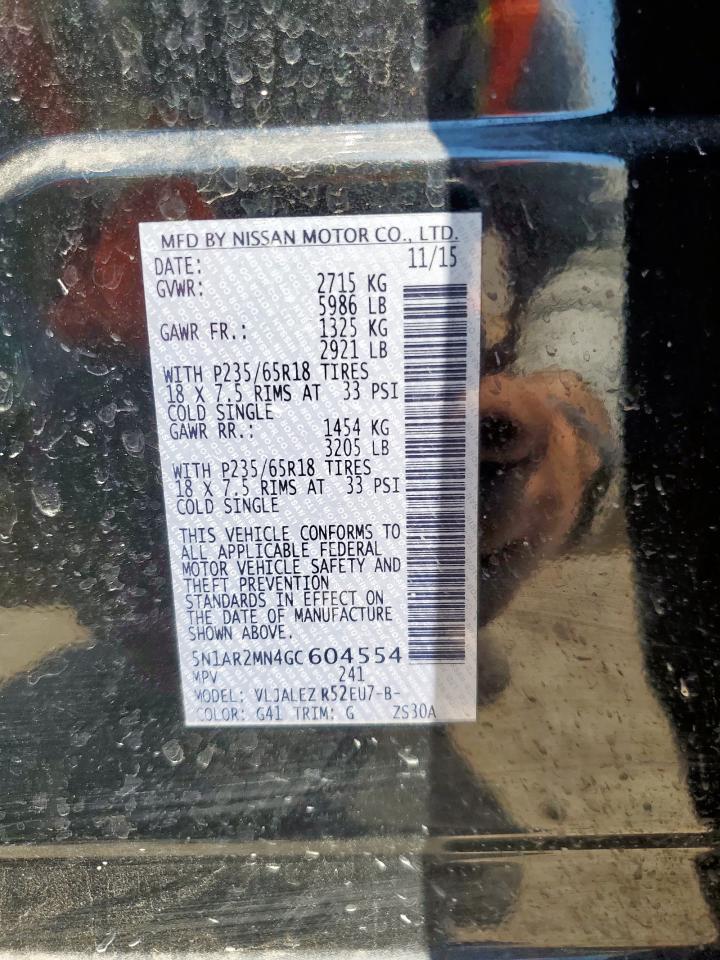 MFD BY NISSAN MOTOR CO., LTD.
DATE: 11/15
GVWR: 2715 KG
5986 LB
GAWR FR.: 1325 KG
2921 LB
WITH P235/65R18 TIRES
18 X 7.5 RIMS AT 33 PSI
COLD SINGLE
GAWR RR.: 1454 KG
3205 LB
WITH P235/65R18 TIRES
18 X 7.5 RIMS AT 33 PSI
COLD SINGLE
THIS VEHICLE CONFORMS TO
ALL APPLICABLE FEDERAL
MOTOR VEHICLE SAFETY AND
THEFT PREVENTION
STANDARDS IN EFFECT ON
THE DATE OF MANUFACTURE
SHOWN ABOVE.
5N1AR2MN4GC604554
MPV 241
MODEL: VLJALEZ R52EU7-B-
COLOR: G41 TRIM: G ZS30A